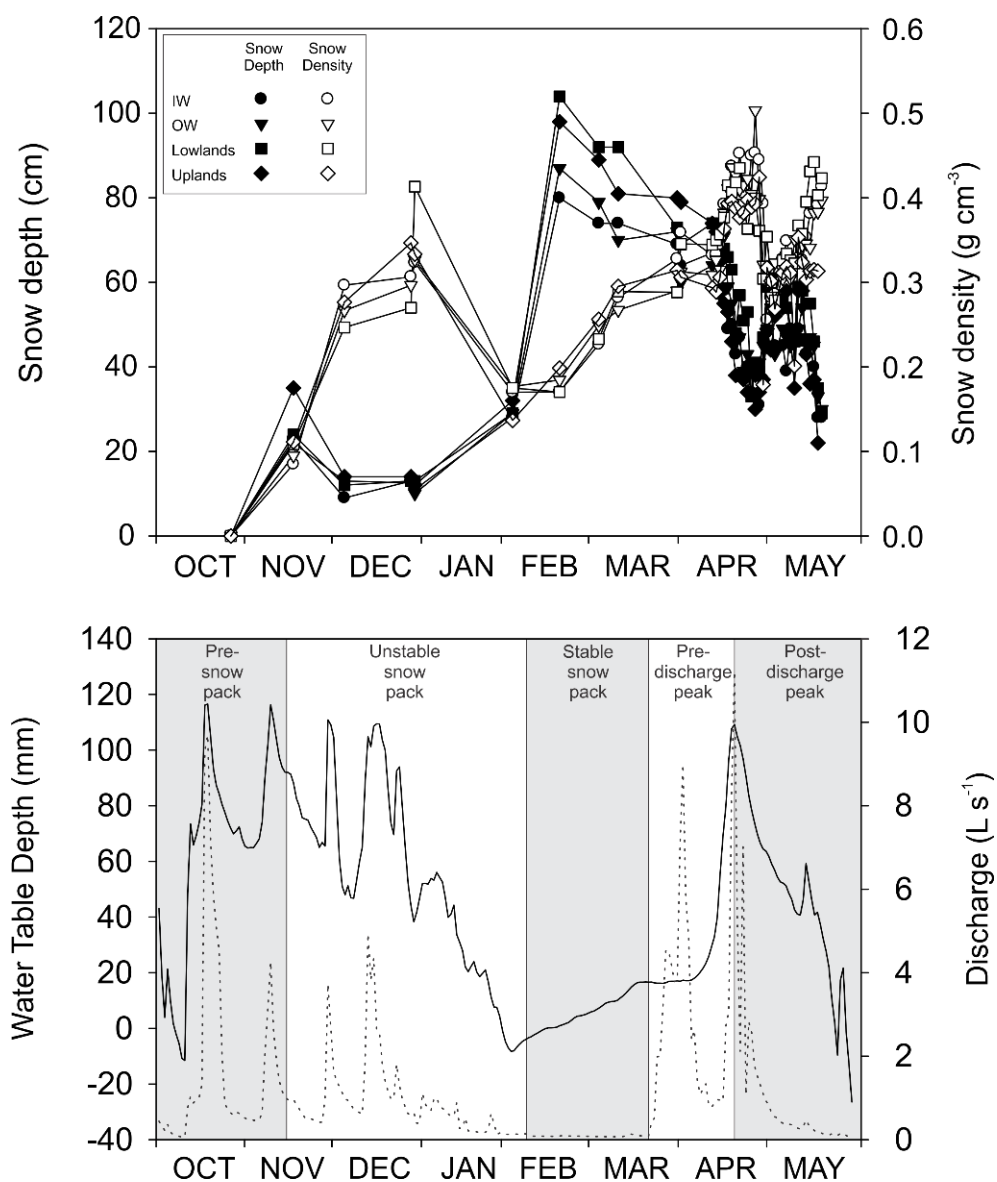 120
100
80
60
40
20
0
Snow depth (cm)
Snow Depth
Snow Density
IW
OW
Lowlands
Uplands
0.6
0.5
0.4
0.3
0.2
0.1
0.0
Snow density (g cm-3)
OCT NOV DEC JAN FEB MAR APR MAY
140
120
100
80
60
40
20
0
-20
-40
Water Table Depth (mm)
Pre-
snow
pack
Unstable
snow
pack
Stable
snow
pack
Pre-
discharge
peak
Post-
discharge
peak
12
10
8
6
4
2
0
Discharge (L s-1)
OCT NOV DEC JAN FEB MAR APR MAY